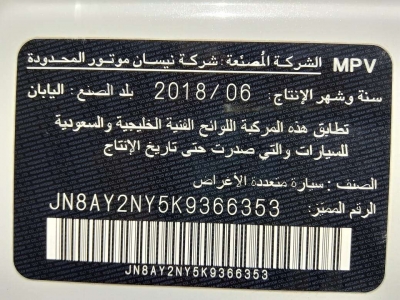 الشركة المُصنعة : شركة نيسان موتور المحدودة MPV
سنة وشهر الإنتاج: 2018/06 بلد الصنع: اليابان
تطابق هذه المركبة اللوائح الفنية الخليجية والسعودية
للسيارات والتي صدرت حتى تاريخ الإنتاج
الصنف : سيارة متعددة الأغراض
الرقم المميز: JN8AY2NY5K9366353
JN8AY2NY5K9366353